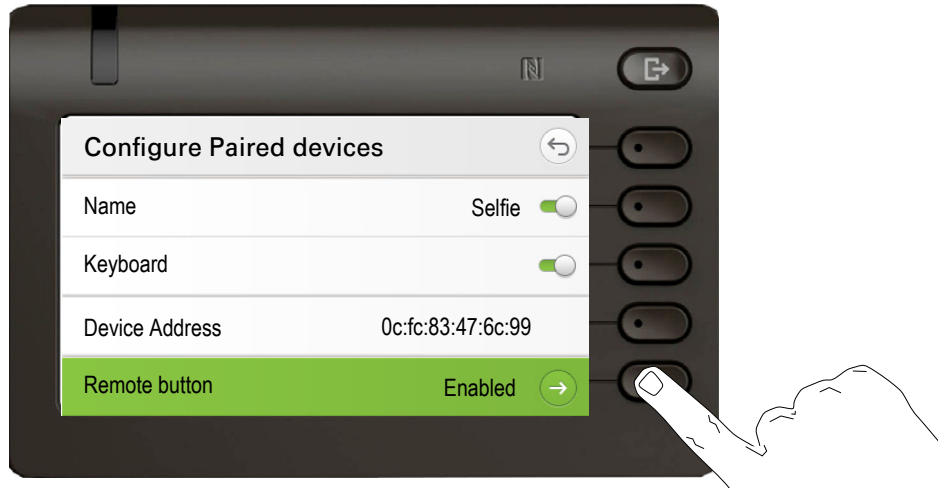 Configure Paired devices
Name Selfie
Keyboard
Device Address 0c:fc:83:47:6c:99
Remote button Enabled